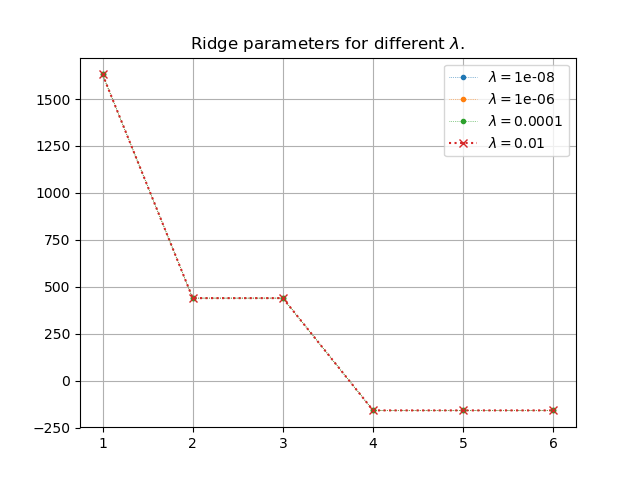 Ridge parameters for different λ.
1500
1250
1000
750
500
250
0
−250
1
2
3
4
5
6
λ = 1e-08
λ = 1e-06
λ = 0.0001
λ = 0.01